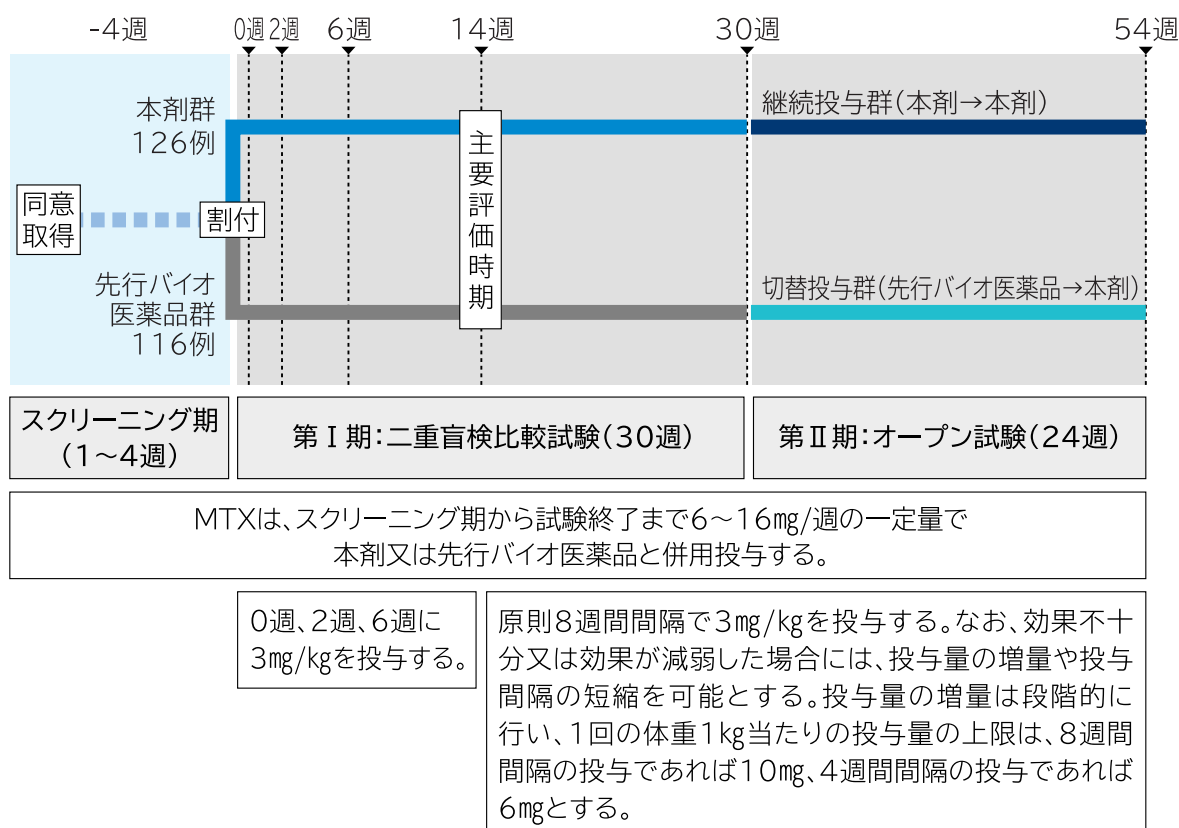 -4週
0週
2週
6週
14週
30週
54週
本剤群
126例
同意
取得
割付
先行バイオ
医薬品群
116例
主要評価時期
継続投与群(本剤→本剤)
切替投与群(先行バイオ医薬品→本剤)
スクリーニング期
(1〜4週)
第Ⅰ期:二重盲検比較試験(30週)
第Ⅱ期:オープン試験(24週)
MTXは、スクリーニング期から試験終了まで6〜16㎎/週の一定量で
本剤又は先行バイオ医薬品と併用投与する。
0週、2週、6週に
3㎎/㎏を投与する。
原則8週間間隔で3㎎/㎏を投与する。なお、効果不十
分又は効果が減弱した場合には、投与量の増量や投与
間隔の短縮を可能とする。投与量の増量は段階的に
行い、1回の体重1㎏当たりの投与量の上限は、8週間
間隔の投与であれば10㎎、4週間間隔の投与であれば
6㎎とする。